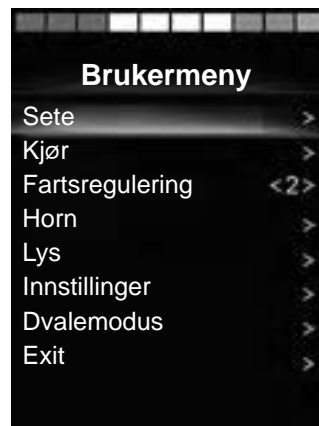 Brukermeny
Sete >
Kjør >
Fartsregulering <2>
Horn >
Lys >
Innstillinger >
Dvalemodus >
Exit >